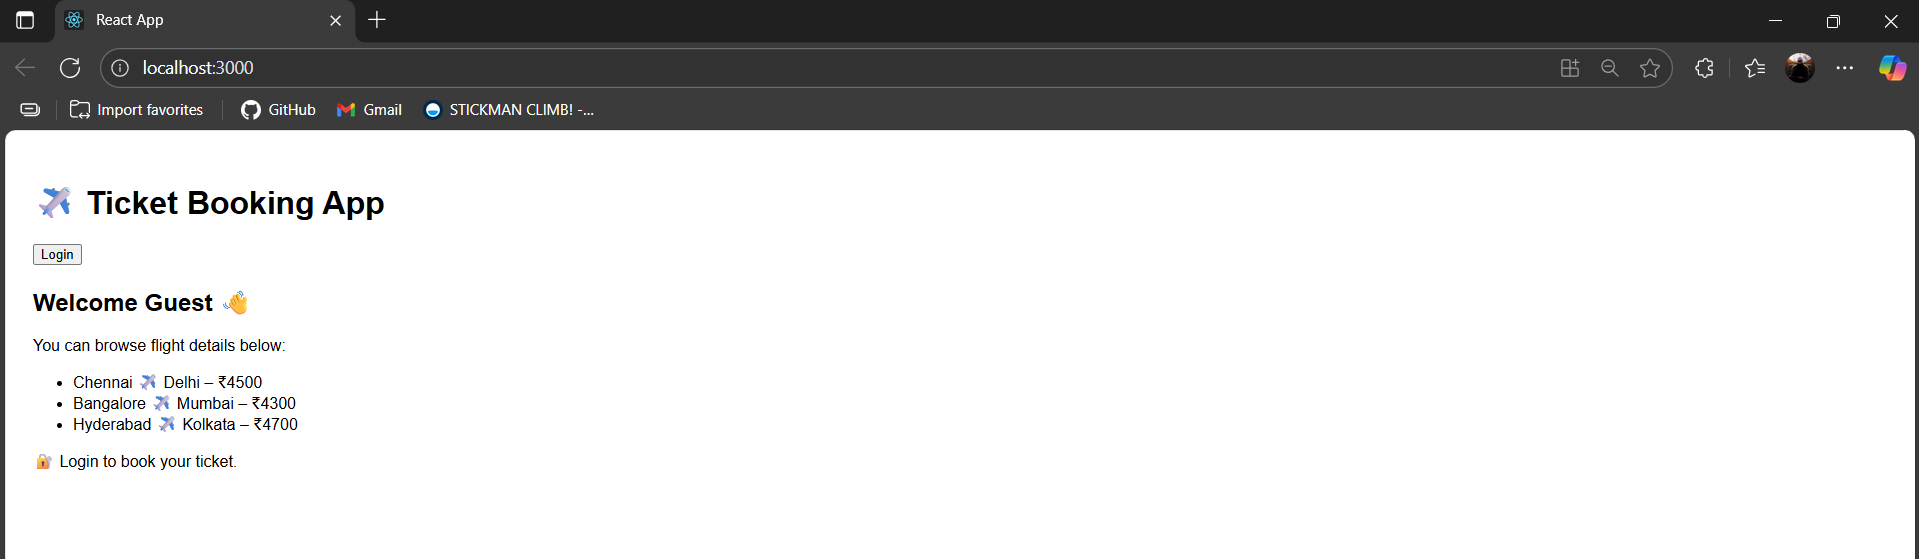 React App
localhost:3000
Import favorites GitHub Gmail STICKMAN CLIMB! -...
✈️ Ticket Booking App
Login
Welcome Guest 👋
You can browse flight details below:
• Chennai ✈️ Delhi – ₹4500
• Bangalore ✈️ Mumbai – ₹4300
• Hyderabad ✈️ Kolkata – ₹4700
🔐 Login to book your ticket.